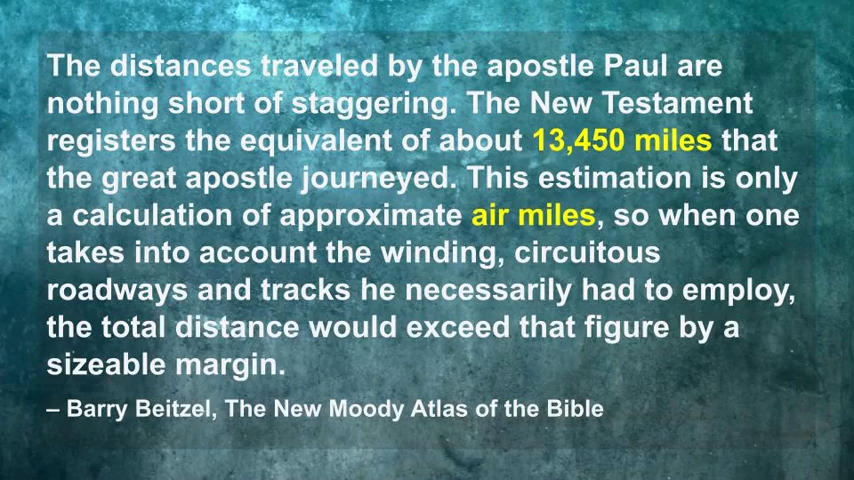 The distances traveled by the apostle Paul are
nothing short of staggering. The New Testament
registers the equivalent of about 13,450 miles that
the great apostle journeyed. This estimation is only
a calculation of approximate air miles, so when one
takes into account the winding, circuitous
roadways and tracks he necessarily had to employ,
the total distance would exceed that figure by a
sizeable margin.
– Barry Beitzel, The New Moody Atlas of the Bible